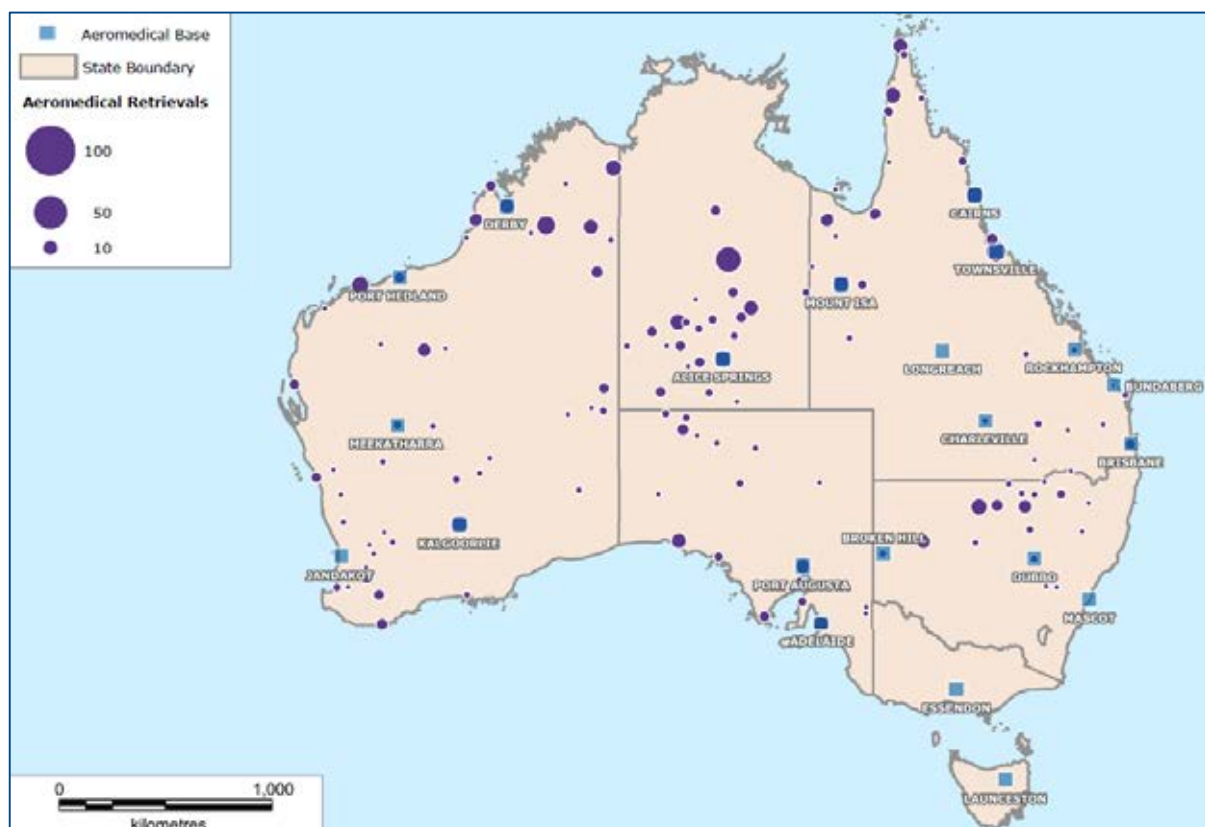 Aeromedical Base
State Boundary
Aeromedical Retrievals
100
50
10
DERBY
CAIRNS
TOWNSVILLE
PORT HEDLAND
MOUNT ISA
LONGREACH
ROCKHAMPTON
ALICE SPRINGS
BUNDABERG
MEEKATHARRA
CHARLEVILLE
BRISBANE
KALGOORLIE
BROKEN HILL
JANDAKOT
PORT AUGUSTA
DUBBO
MASCOT
ADELAIDE
ESSENDON
LAUNCESTON
0 1,000
kilometres